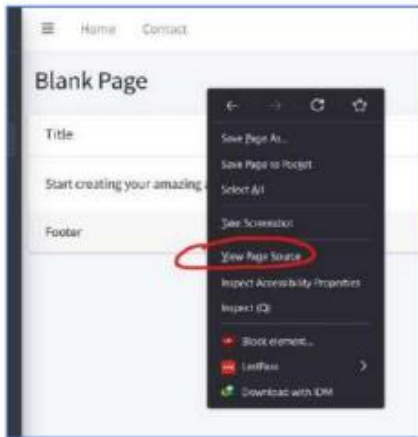 Home Contact
Blank Page
Title
Start creating your amazing
Footer
Save Page As...
Save Page to Pocket
Select All
Take Screenshot
View Page Source
Inspect Accessibility Properties
Inspect (Q)
Block element...
LastPass
Download with IDM